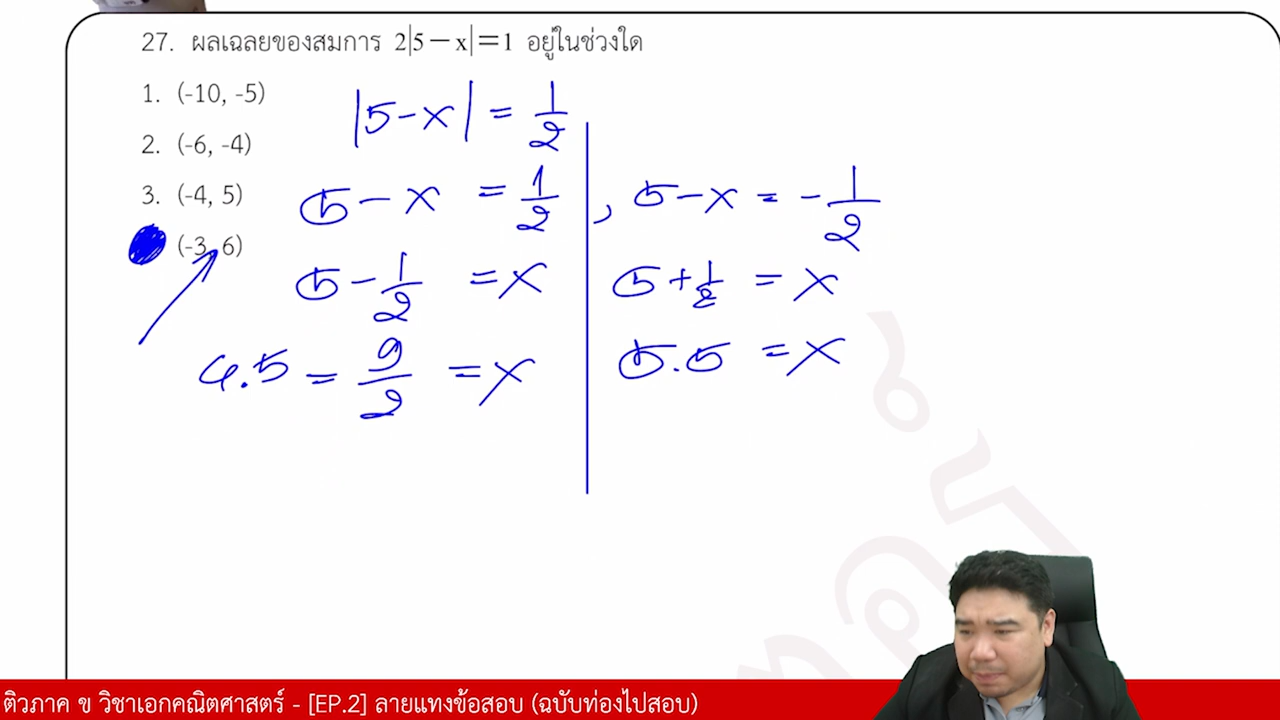 27. ผลเฉลยของสมการ 2|5 − x| = 1 อยู่ในช่วงใด
1. (-10, -5)
2. (-6, -4)
3. (-4, 5)
(-3, 6)
|5 − x| = 1/2
5 − x = 1/2 , 5 − x = − 1/2
5 − 1/2 = x 5 + 1/2 = x
4.5 = 9/2 = x 5.5 = x
ติวภาค ข วิชาเอกคณิตศาสตร์ - [EP.2] ลายแทงข้อสอบ (ฉบับท่องไปสอบ)